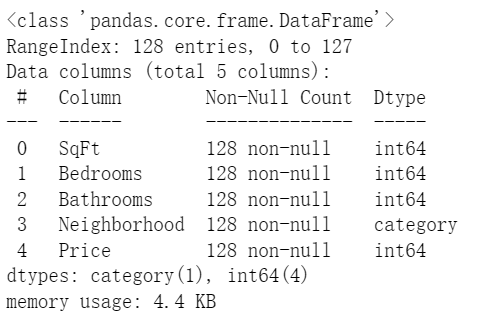 <class 'pandas.core.frame.DataFrame'>
RangeIndex: 128 entries, 0 to 127
Data columns (total 5 columns):
 #   Column        Non-Null Count  Dtype
---  ------        --------------  -----
 0   SqFt          128 non-null    int64
 1   Bedrooms      128 non-null    int64
 2   Bathrooms     128 non-null    int64
 3   Neighborhood  128 non-null    category
 4   Price         128 non-null    int64
dtypes: category(1), int64(4)
memory usage: 4.4 KB